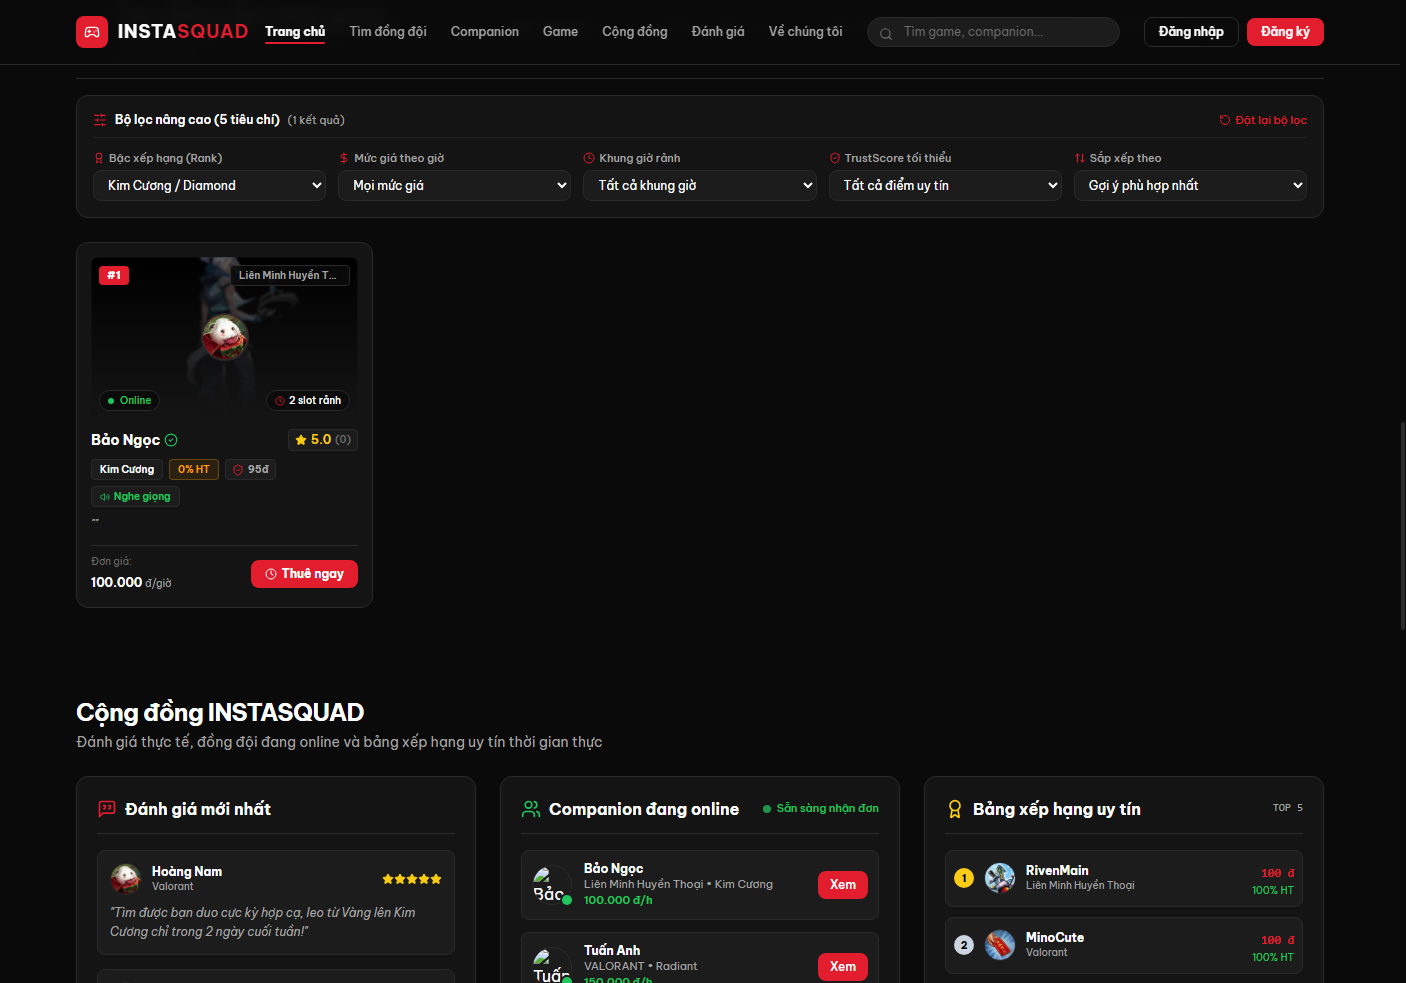 INSTASQUAD
Trang chủ
Tìm đồng đội
Companion
Game
Cộng đồng
Đánh giá
Về chúng tôi
Tìm game, companion...
Đăng nhập
Đăng ký
Bộ lọc nâng cao (5 tiêu chí) (1 kết quả)
Đặt lại bộ lọc
Bậc xếp hạng (Rank)
Mức giá theo giờ
Khung giờ rảnh
TrustScore tối thiểu
Sắp xếp theo
Kim Cương / Diamond
Mọi mức giá
Tất cả khung giờ
Tất cả điểm uy tín
Gợi ý phù hợp nhất
#1
Liên Minh Huyền T...
Online
2 slot rảnh
Bảo Ngọc
5.0 (0)
Kim Cương
0% HT
95đ
Nghe giọng
""
Đơn giá:
100.000 đ/giờ
Thuê ngay
Cộng đồng INSTASQUAD
Đánh giá thực tế, đồng đội đang online và bảng xếp hạng uy tín thời gian thực
Đánh giá mới nhất
Hoàng Nam
Valorant
"Tìm được bạn duo cực kỳ hợp cạ, leo từ Vàng lên Kim
Cương chỉ trong 2 ngày cuối tuần!"
Companion đang online
Sẵn sàng nhận đơn
Bảo
Bảo Ngọc
Liên Minh Huyền Thoại • Kim Cương
100.000 đ/h
Xem
Tuấn
Tuấn Anh
VALORANT • Radiant
150.000 đ/h
Xem
Bảng xếp hạng uy tín
TOP 5
1
RivenMain
Liên Minh Huyền Thoại
100 đ
100% HT
2
MinoCute
Valorant
100 đ
100% HT